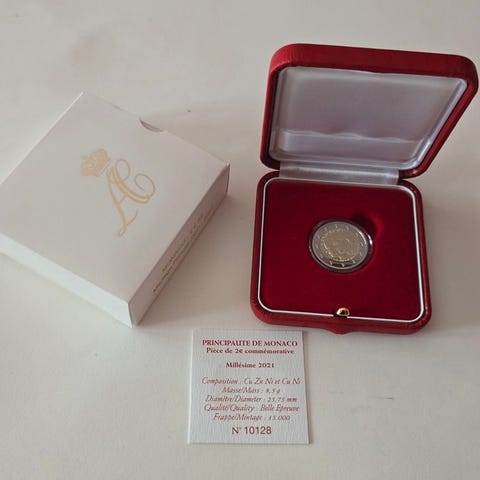 PRINCIPAUTE DE MONACO
Pièce de 2€ commémorative
Millésime 2021
Composition : Cu Zn Ni et Cu Ni
Masse/Mass : 8,5 g
Diamètre/Diameter : 25,75 mm
Qualité/Quality : Belle Epreuve
Frappe/Mintage : 15.000
N° 10128